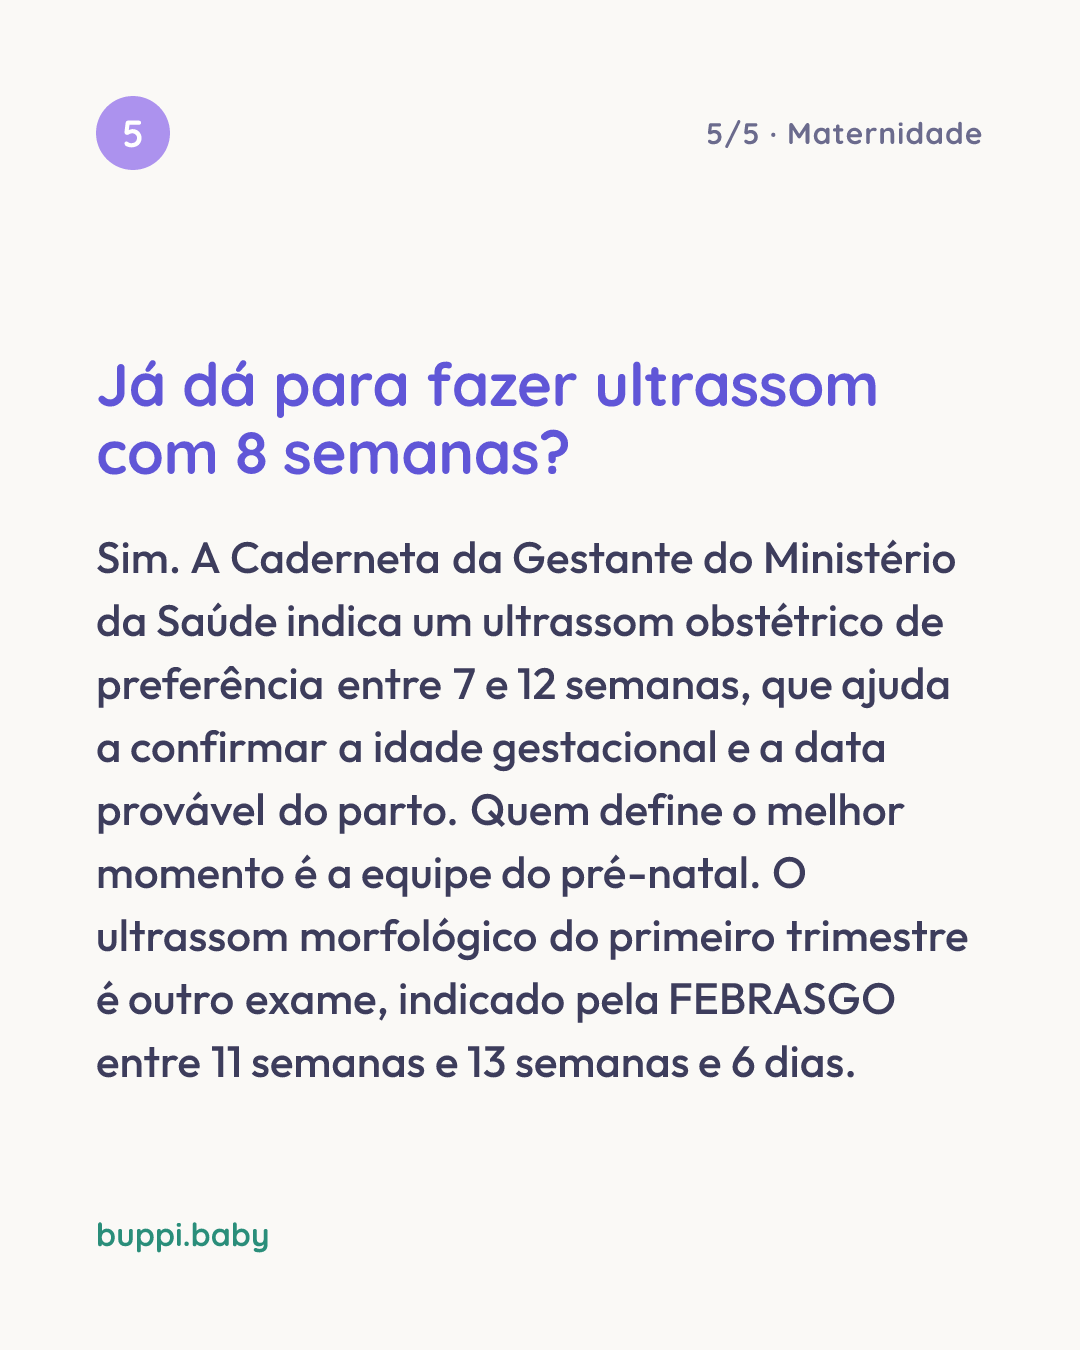 5
5/5 · Maternidade
Já dá para fazer ultrassom
com 8 semanas?
Sim. A Caderneta da Gestante do Ministério
da Saúde indica um ultrassom obstétrico de
preferência entre 7 e 12 semanas, que ajuda
a confirmar a idade gestacional e a data
provável do parto. Quem define o melhor
momento é a equipe do pré-natal. O
ultrassom morfológico do primeiro trimestre
é outro exame, indicado pela FEBRASGO
entre 11 semanas e 13 semanas e 6 dias.
buppi.baby